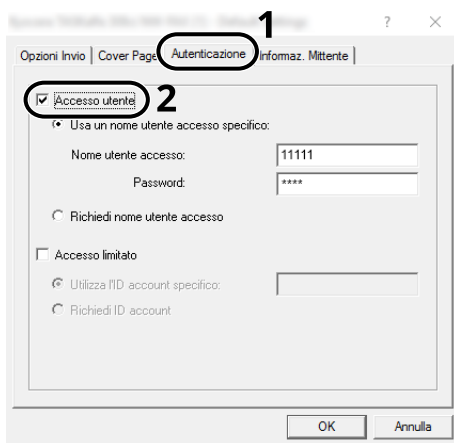 1
Opzioni Invio
Cover Page
Autenticazione
Informaz. Mittente
Accesso utente
2
Usa un nome utente accesso specifico:
Nome utente accesso:
11111
Password:
****
Richiedi nome utente accesso
Accesso limitato
Utilizza l'ID account specifico:
Richiedi ID account
OK
Annulla